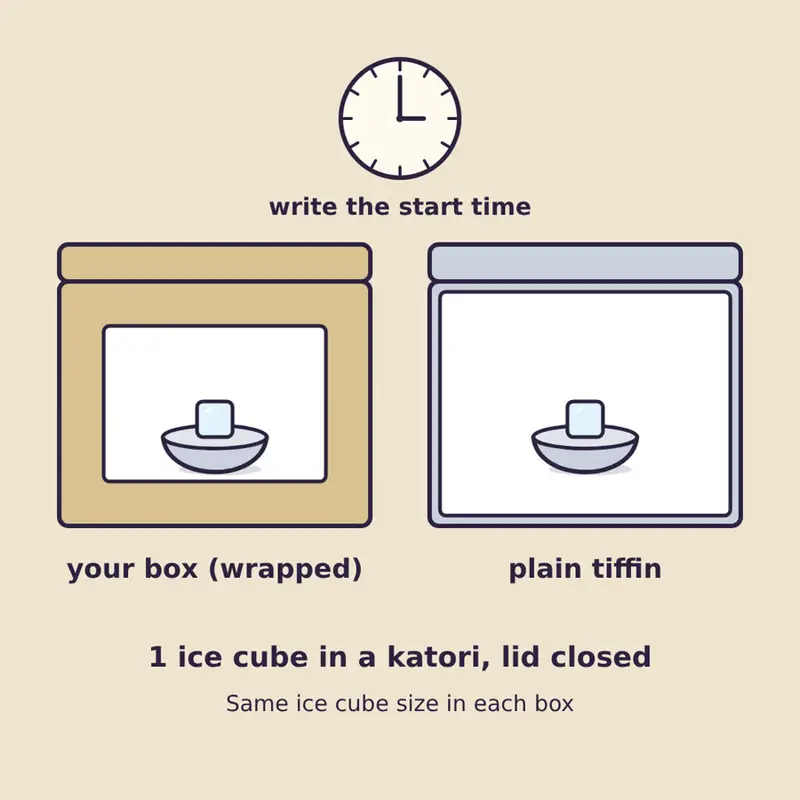 write the start time
your box (wrapped)
plain tiffin
1 ice cube in a katori, lid closed
Same ice cube size in each box